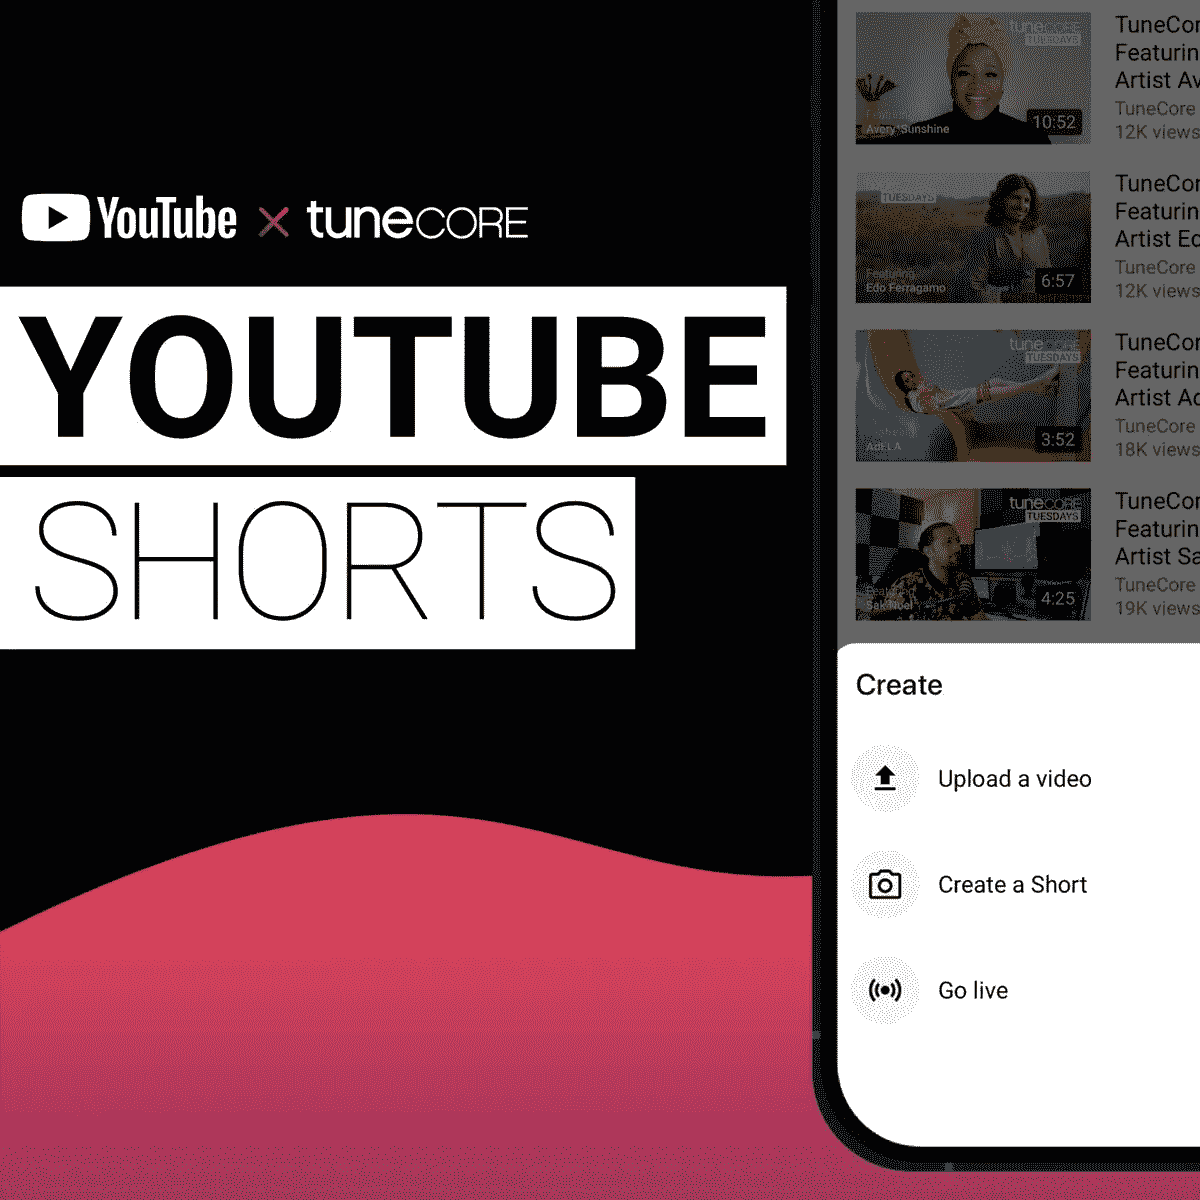 YouTube × tunecore
YOUTUBE
SHORTS
tunecore
TUESDAYS
Avery*Sunshine
10:52
TuneCor
Featurin
Artist Av
TuneCore
12K views
TUESDAYS
Featuring
Edo Ferragamo
6:57
TuneCor
Featurin
Artist Ed
TuneCore
12K views
tunecore
TUESDAYS
AdELA
3:52
TuneCor
Featurin
Artist Ad
TuneCore
18K views
tunecore
TUESDAYS
Sak Noel
4:25
TuneCor
Featurin
Artist Sa
TuneCore
19K views
Create
Upload a video
Create a Short
Go live